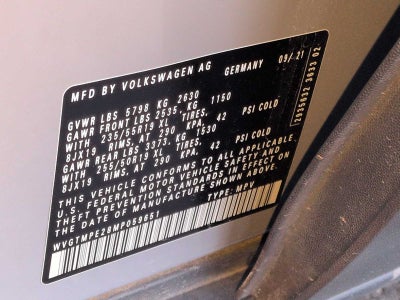 MFD BY VOLKSWAGEN AG GERMANY 09/21
GVWR LBS 5798 KG 2630
GAWR FRONT LBS 2535, KG 1150
WITH 235/55R19 XL TIRES,
8JX19 RIMS, AT 290 KPA, 42 PSI COLD
GAWR REAR LBS 3373, KG 1530
WITH 255/50R19 XL TIRES,
8JX19 RIMS, AT 290 KPA, 42 PSI COLD
THIS VEHICLE CONFORMS TO ALL APPLICABLE
U.S. FEDERAL MOTOR VEHICLE SAFETY AND
THEFT PREVENTION STANDARDS IN EFFECT ON
THE DATE OF MANUFACTURE SHOWN ABOVE.
TYPE: MPV